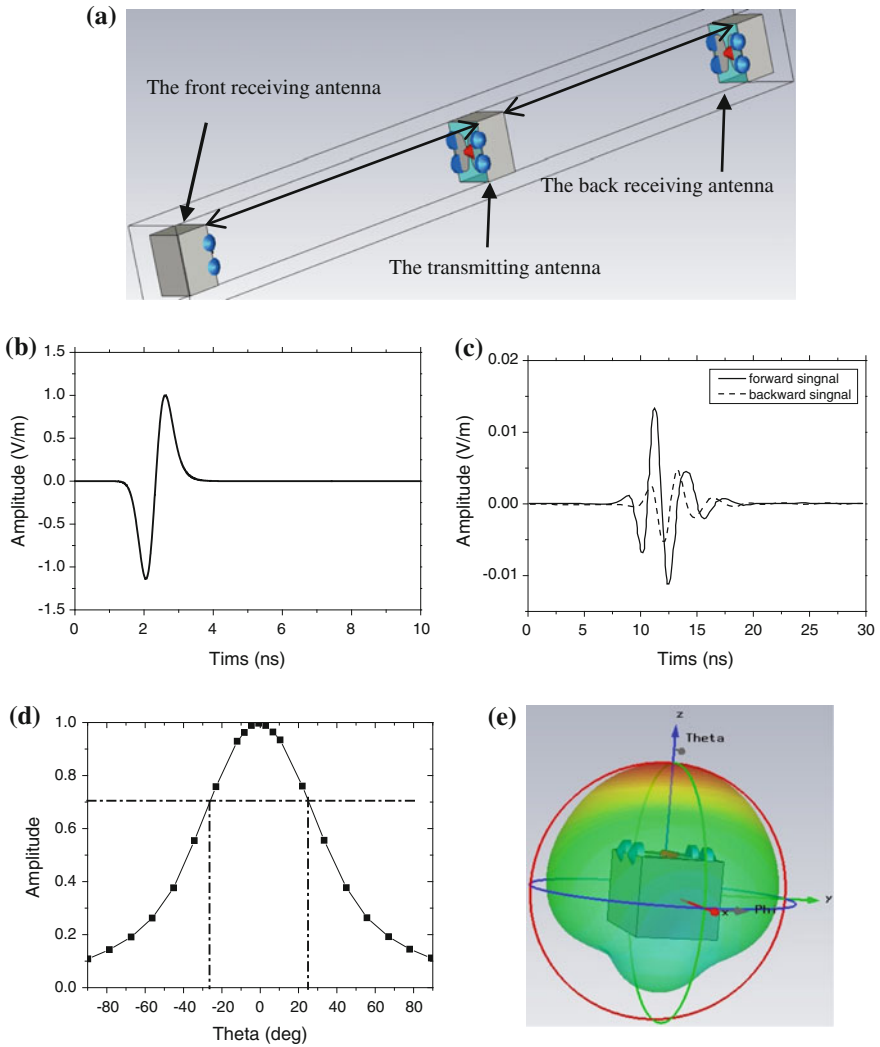 (a)
The front receiving antenna
The back receiving antenna
The transmitting antenna
(b)
1.5
1.0
0.5
0.0
-0.5
-1.0
-1.5
Amplitude (V/m)
0 2 4 6 8 10
Tims (ns)
(c)
0.02
0.01
0.00
-0.01
Amplitude (V/m)
forward singnal
backward singnal
0 5 10 15 20 25 30
Tims (ns)
(d)
1.0
0.8
0.6
0.4
0.2
0.0
Amplitude
-80 -60 -40 -20 0 20 40 60 80
Theta (deg)
(e)
z
Theta
y
x
Phi